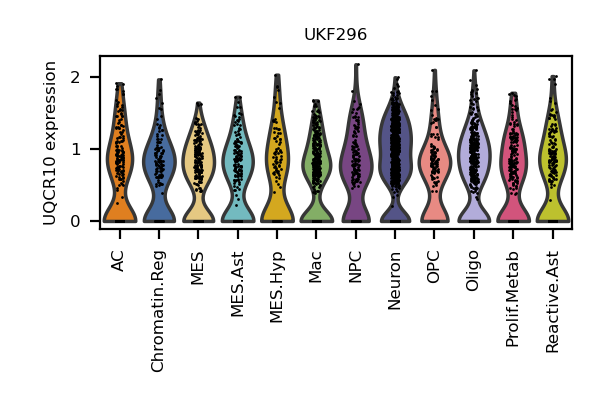 UKF296
UQCR10 expression
2
1
0
AC
Chromatin.Reg
MES
MES.Ast
MES.Hyp
Mac
NPC
Neuron
OPC
Oligo
Prolif.Metab
Reactive.Ast